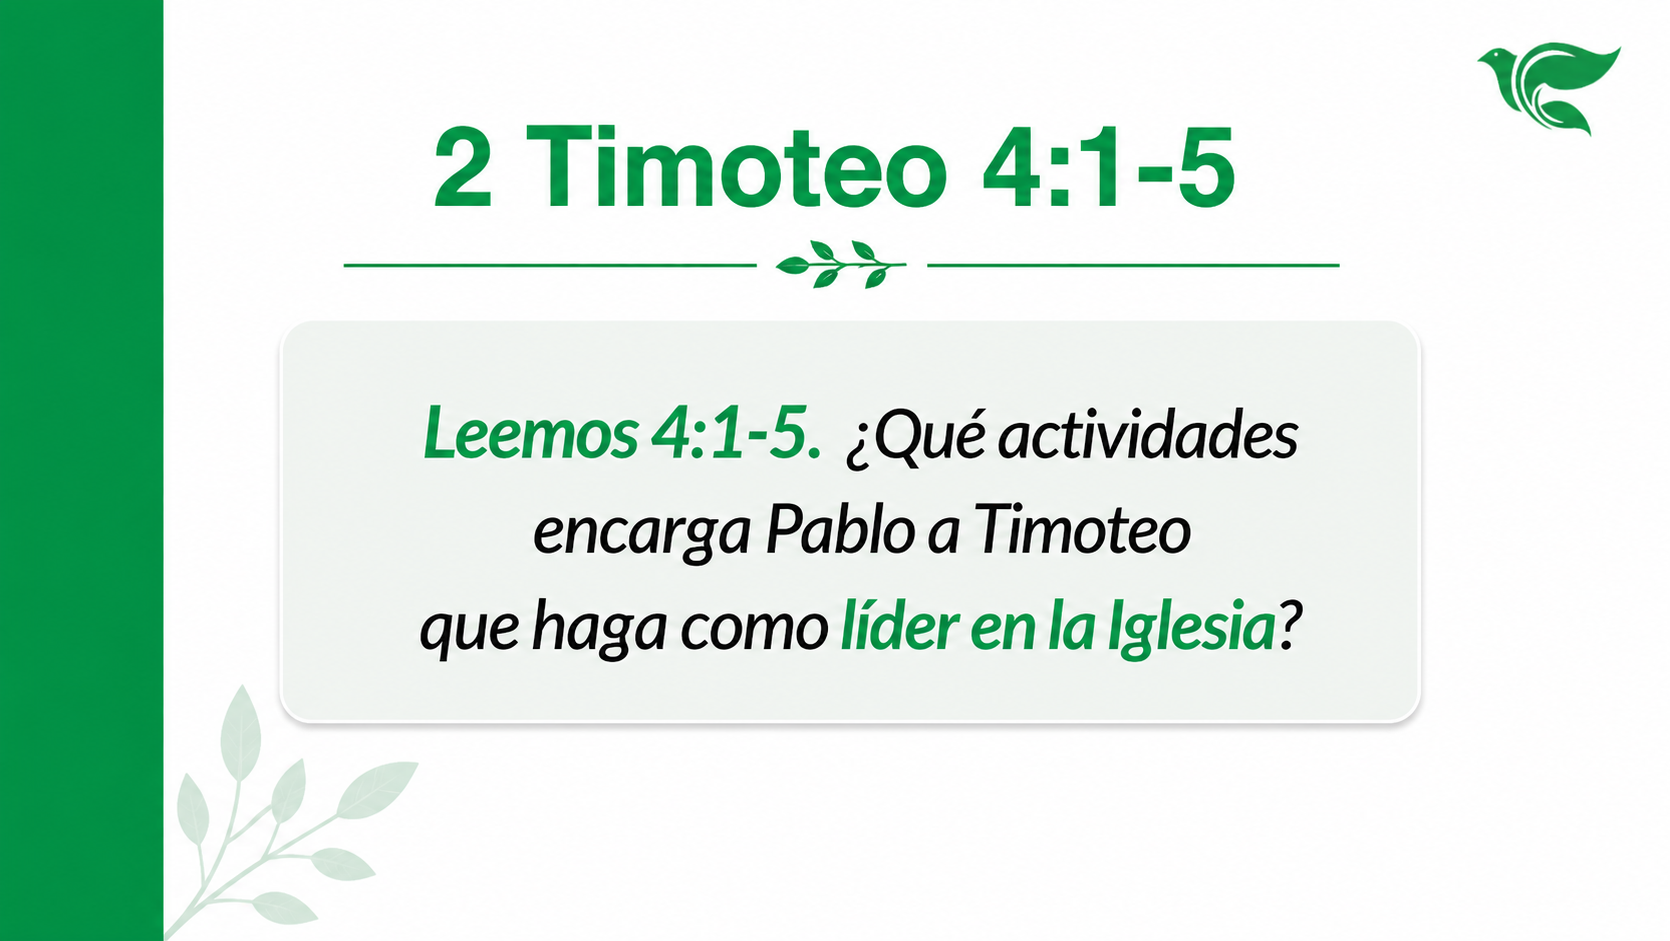 2 Timoteo 4:1-5
Leemos 4:1-5. ¿Qué actividades
encarga Pablo a Timoteo
que haga como líder en la Iglesia?